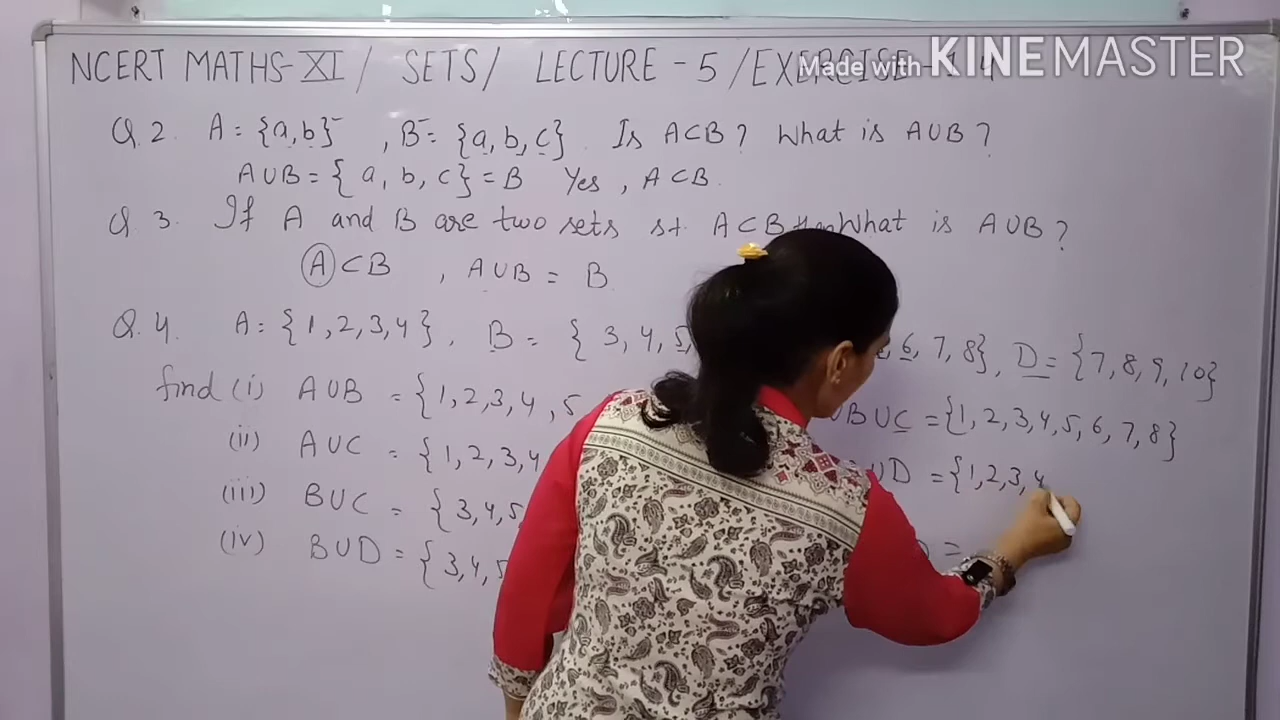 NCERT MATHS-XI / SETS / LECTURE - 5 / EXERCISE - 1.4
Made with KINEMASTER
Q.2. A = {a,b} , B = {a, b, c}. Is A⊂B? What is A∪B?
A∪B = { a, b, c} = B Yes , A⊂B.
Q 3. If A and B are two sets st. A⊂B then What is A∪B?
A⊂B , A∪B = B
Q.4. A = {1,2,3,4}, B = { 3, 4, 5, 6, 7, 8}, D = {7, 8, 9, 10}
find (i) A∪B = {1,2,3,4,5 ∪B∪C = {1,2,3,4,5,6,7,8}
(ii) A∪C = {1,2,3,4, ∪D = {1,2,3,4
(iii) B∪C = {3,4,5, D =
(iv) B∪D = {3,4,5